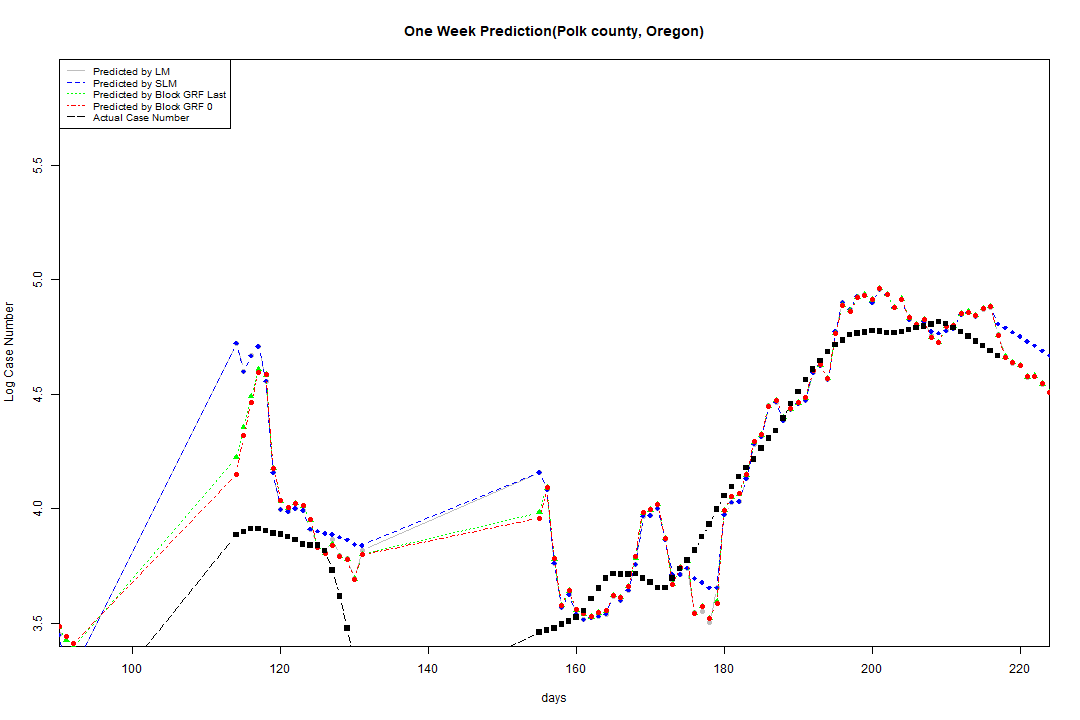 One Week Prediction(Polk county, Oregon)
Predicted by LM
Predicted by SLM
Predicted by Block GRF Last
Predicted by Block GRF 0
Actual Case Number
5.5
5.0
4.5
4.0
3.5
Log Case Number
100 120 140 160 180 200 220
days